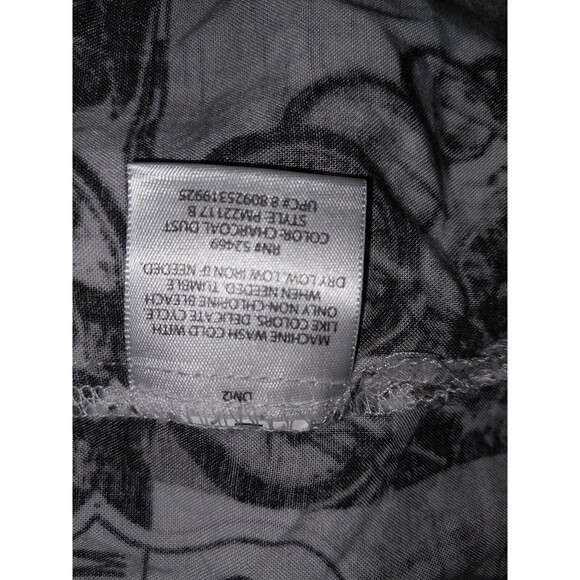 MACHINE WASH COLD WITH
LIKE COLORS. DELICATE CYCLE
ONLY NON-CHLORINE BLEACH
WHEN NEEDED. TUMBLE
DRY LOW, LOW IRON IF NEEDED.
RN# 52469
COLOR: CHARCOAL DUST
STYLE: PM22117 B
UPC# 8 80925319925